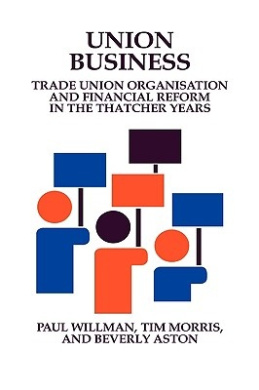 UNION
BUSINESS
TRADE UNION ORGANISATION
AND FINANCIAL REFORM
IN THE THATCHER YEARS
PAUL WILLMAN, TIM MORRIS,
AND BEVERLY ASTON